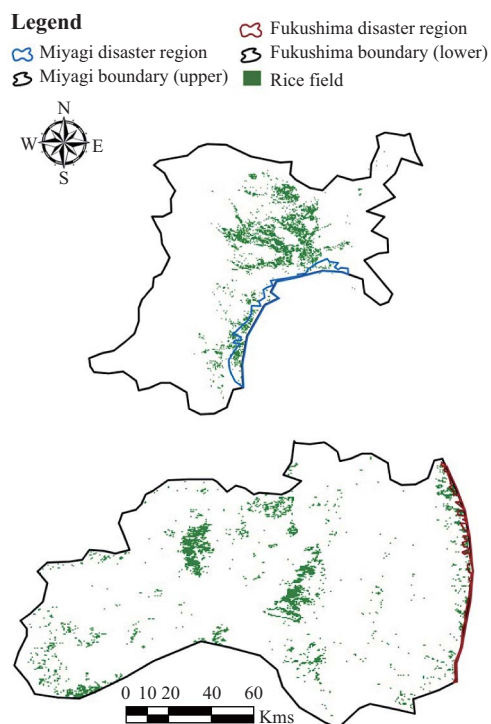 Legend
Miyagi disaster region
Miyagi boundary (upper)
Fukushima disaster region
Fukushima boundary (lower)
Rice field
N
W E
S
0 10 20 40 60
Kms